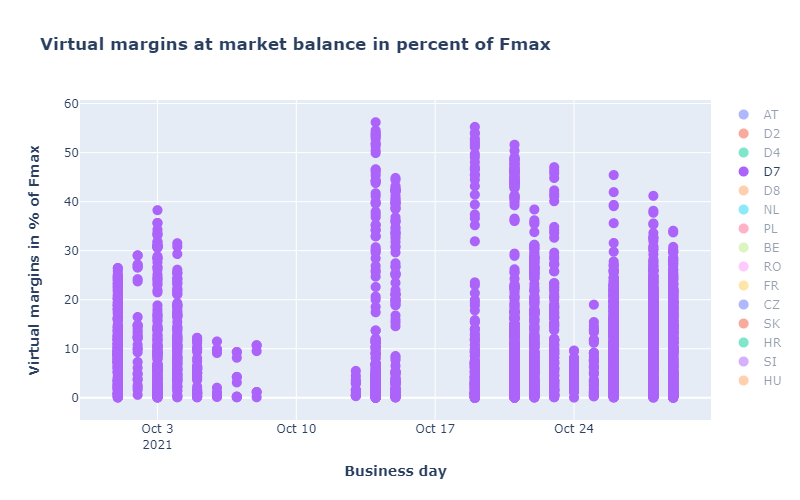 Virtual margins at market balance in percent of Fmax
60
50
40
30
20
10
0
Virtual margins in % of Fmax
Oct 3
2021
Oct 10
Oct 17
Oct 24
Business day
AT
D2
D4
D7
D8
NL
PL
BE
RO
FR
CZ
SK
HR
SI
HU